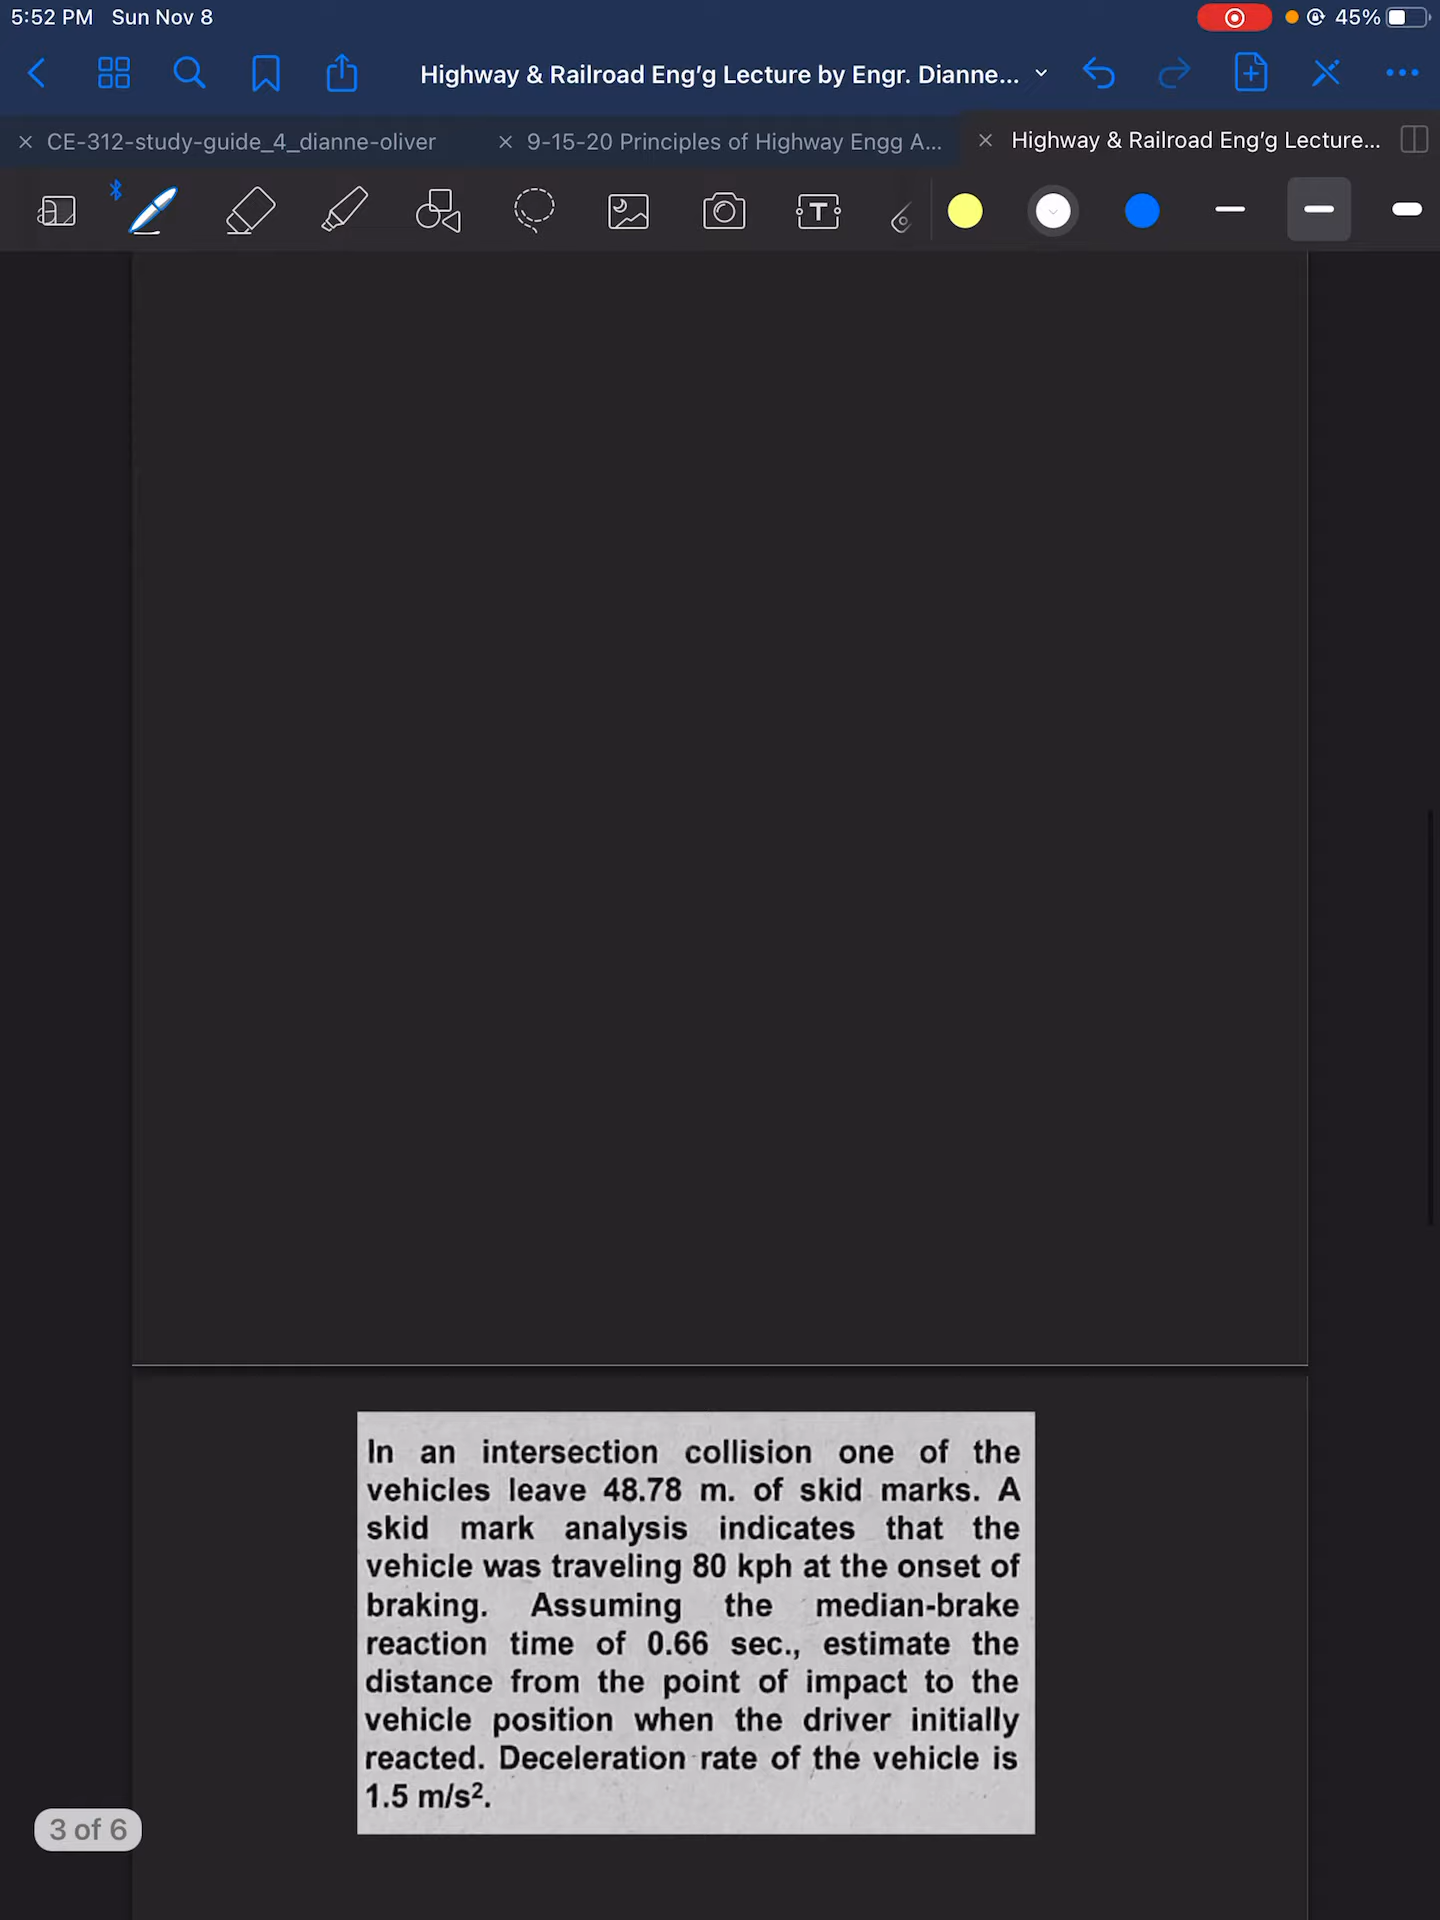 5:52 PM Sun Nov 8
45%
Highway & Railroad Eng’g Lecture by Engr. Dianne...
CE-312-study-guide_4_dianne-oliver
9-15-20 Principles of Highway Engg A...
Highway & Railroad Eng’g Lecture...
In an intersection collision one of the
vehicles leave 48.78 m. of skid marks. A
skid mark analysis indicates that the
vehicle was traveling 80 kph at the onset of
braking. Assuming the median-brake
reaction time of 0.66 sec., estimate the
distance from the point of impact to the
vehicle position when the driver initially
reacted. Deceleration rate of the vehicle is
1.5 m/s².
3 of 6